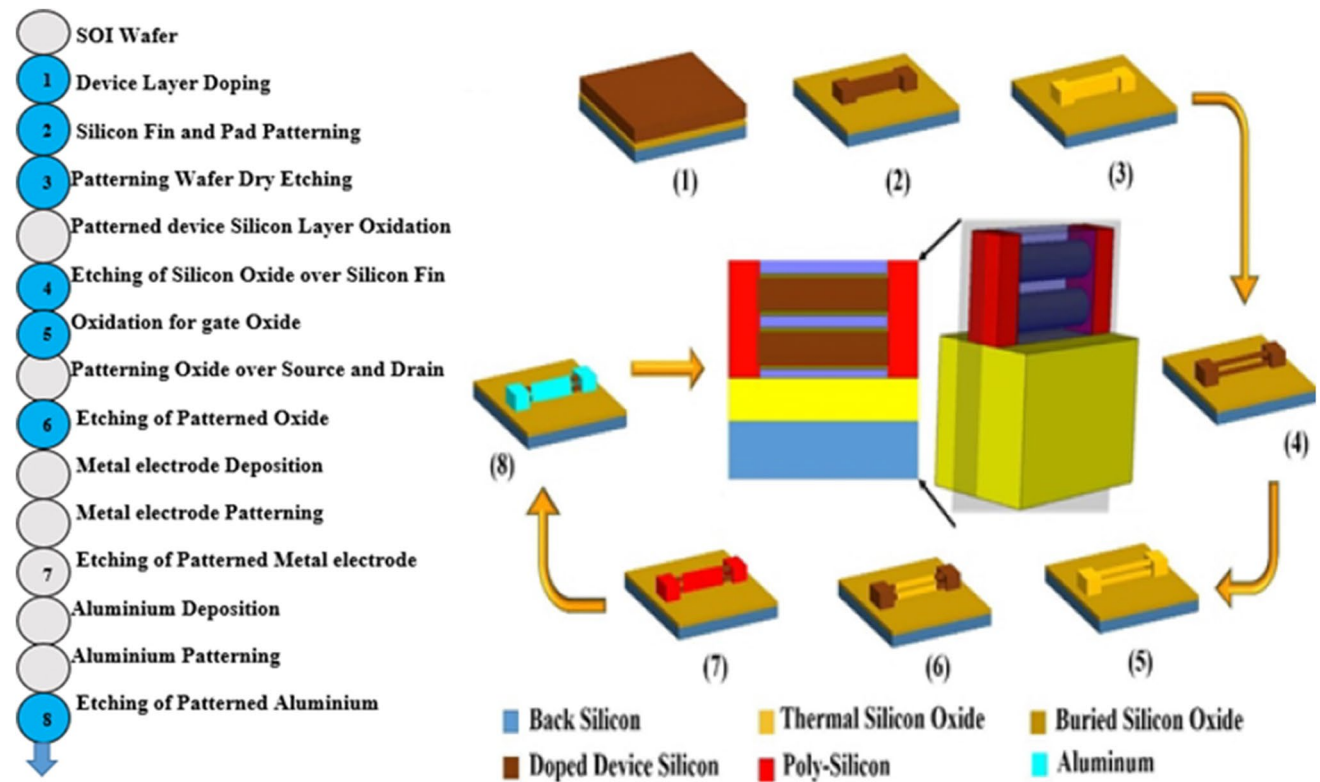 SOI Wafer
1 Device Layer Doping
2 Silicon Fin and Pad Patterning
3 Patterning Wafer Dry Etching
Patterned device Silicon Layer Oxidation
4 Etching of Silicon Oxide over Silicon Fin
5 Oxidation for gate Oxide
Patterning Oxide over Source and Drain
6 Etching of Patterned Oxide
Metal electrode Deposition
Metal electrode Patterning
7 Etching of Patterned Metal electrode
Aluminium Deposition
Aluminium Patterning
8 Etching of Patterned Aluminium
(1)
(2)
(3)
(4)
(5)
(6)
(7)
(8)
Back Silicon
Thermal Silicon Oxide
Buried Silicon Oxide
Doped Device Silicon
Poly-Silicon
Aluminum